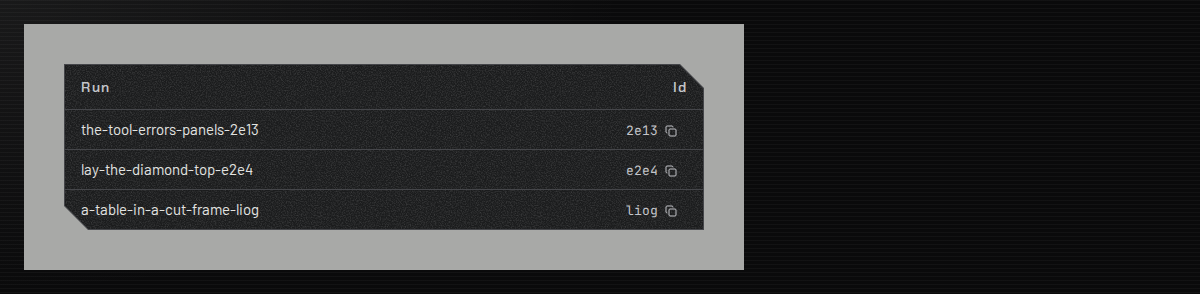 Run Id
the-tool-errors-panels-2e13 2e13
lay-the-diamond-top-e2e4 e2e4
a-table-in-a-cut-frame-liog liog